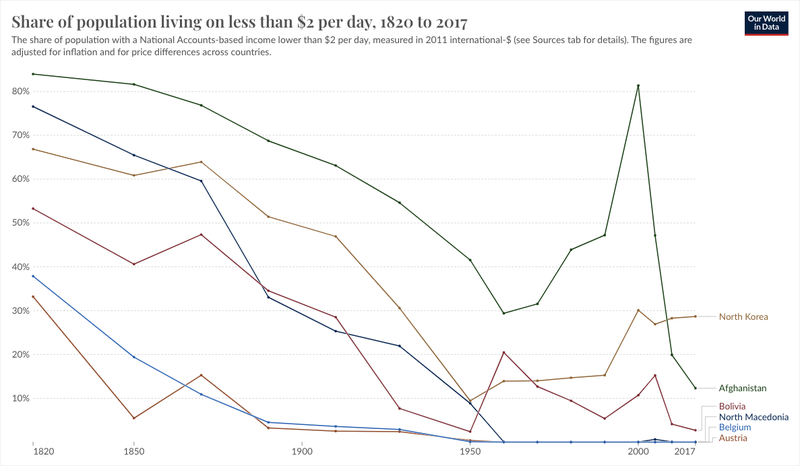 Share of population living on less than $2 per day, 1820 to 2017
Our World
in Data
The share of population with a National Accounts-based income lower than $2 per day, measured in 2011 international-$ (see Sources tab for details). The figures are
adjusted for inflation and for price differences across countries.
80%
70%
60%
50%
40%
30%
20%
10%
North Korea
Afghanistan
Bolivia
North Macedonia
Belgium
Austria
1820
1850
1900
1950
2000
2017